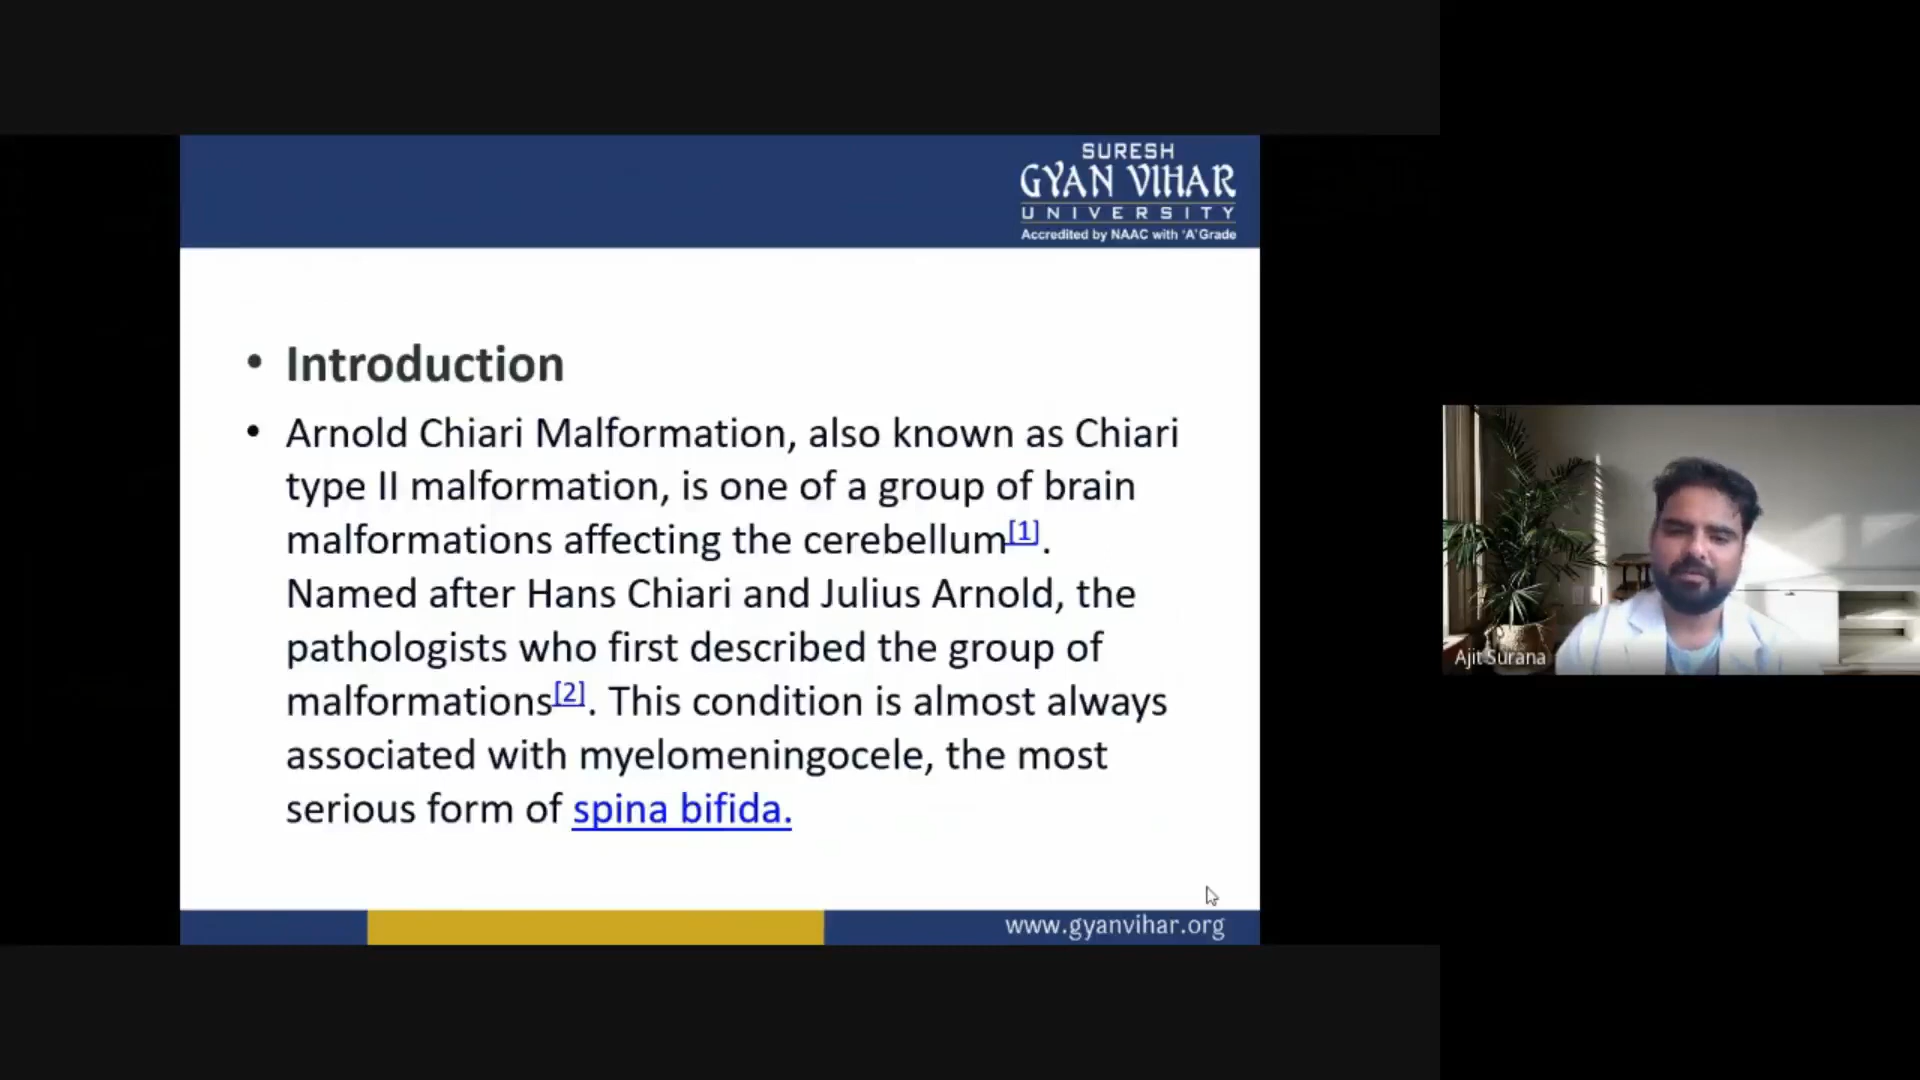 SURESH
GYAN VIHAR
UNIVERSITY
Accredited by NAAC with 'A' Grade
• Introduction
• Arnold Chiari Malformation, also known as Chiari
type II malformation, is one of a group of brain
malformations affecting the cerebellum[1].
Named after Hans Chiari and Julius Arnold, the
pathologists who first described the group of
malformations[2]. This condition is almost always
associated with myelomeningocele, the most
serious form of spina bifida.
www.gyanvihar.org
Ajit Surana